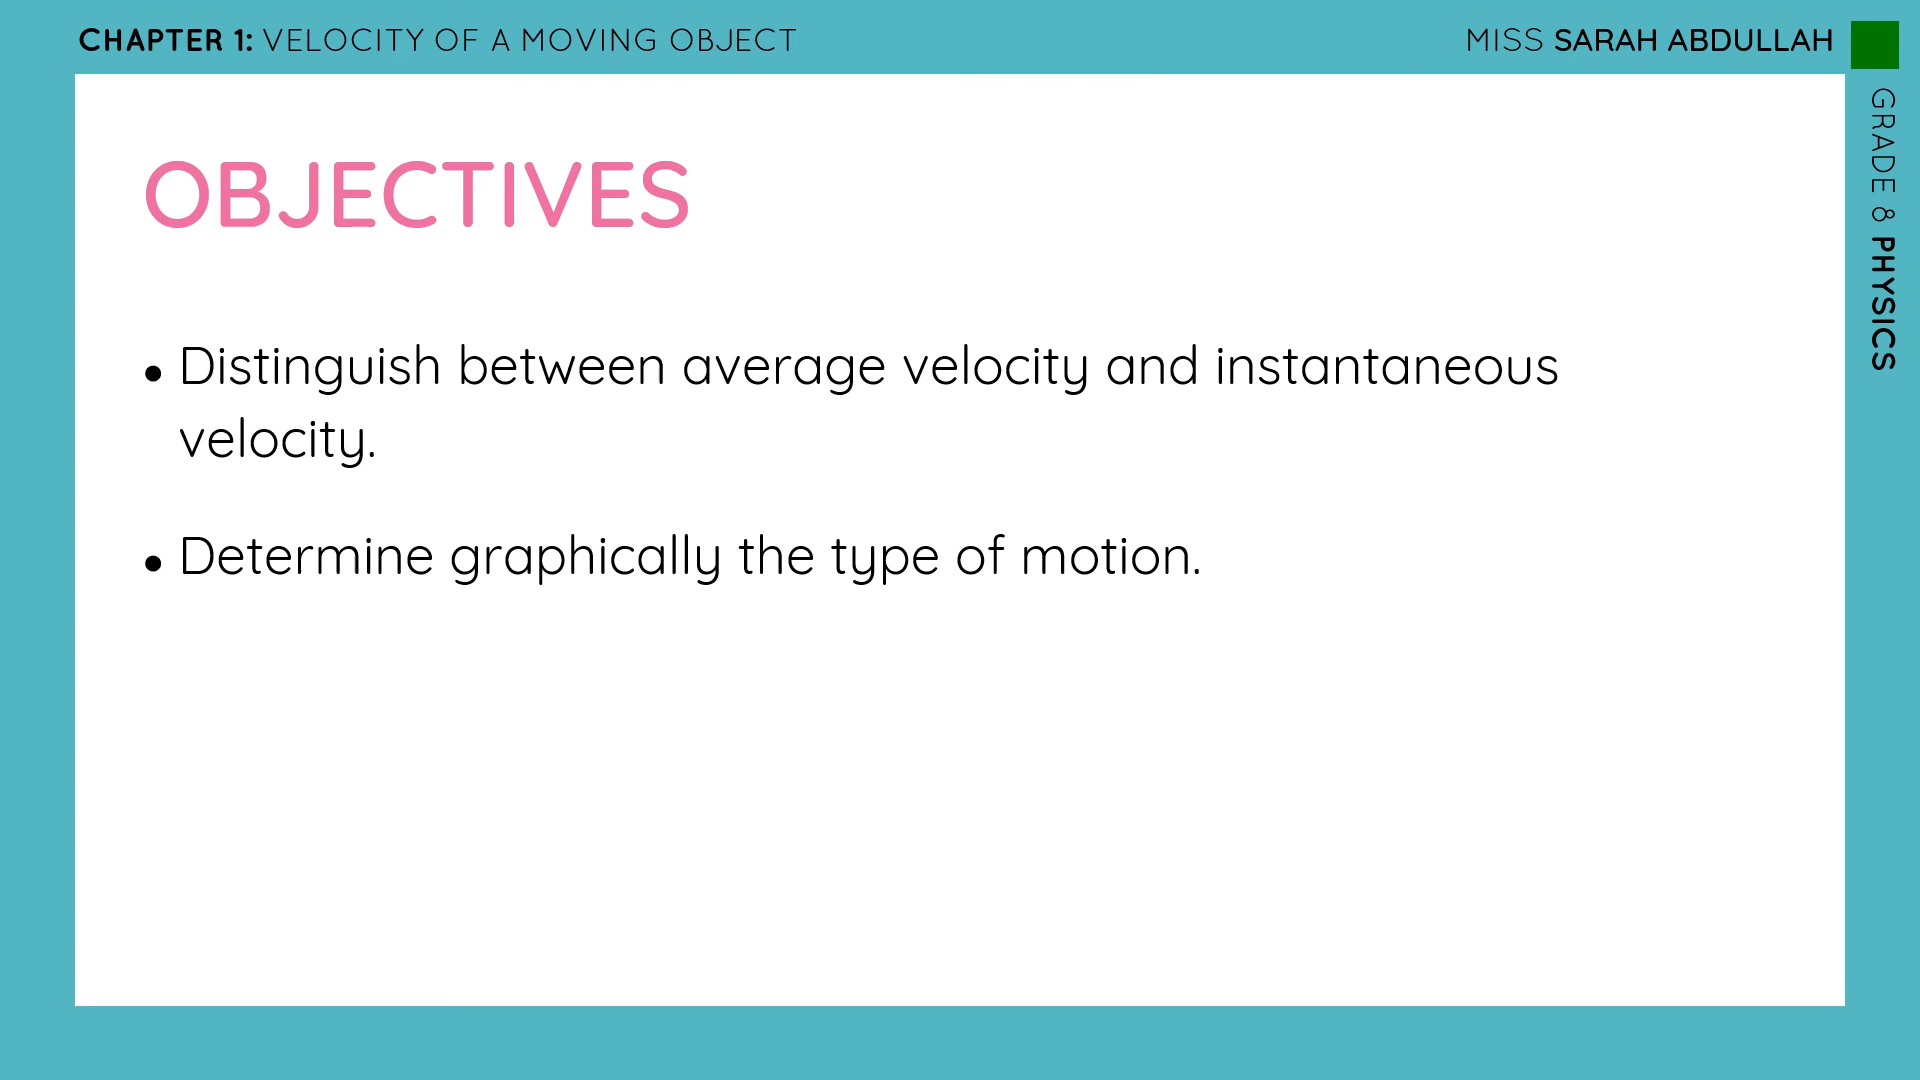 CHAPTER 1: VELOCITY OF A MOVING OBJECT
MISS SARAH ABDULLAH
GRADE 8 PHYSICS
OBJECTIVES
• Distinguish between average velocity and instantaneous
velocity.
• Determine graphically the type of motion.